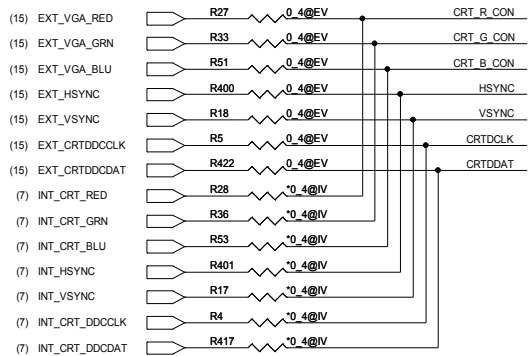 (15) EXT_VGA_RED R27 0_4@EV CRT_R_CON
(15) EXT_VGA_GRN R33 0_4@EV CRT_G_CON
(15) EXT_VGA_BLU R51 0_4@EV CRT_B_CON
(15) EXT_HSYNC R400 0_4@EV HSYNC
(15) EXT_VSYNC R18 0_4@EV VSYNC
(15) EXT_CRTDDCCLK R5 0_4@EV CRTDCLK
(15) EXT_CRTDDCDAT R422 0_4@EV CRTDDAT
(7) INT_CRT_RED R28 *0_4@IV
(7) INT_CRT_GRN R36 *0_4@IV
(7) INT_CRT_BLU R53 *0_4@IV
(7) INT_HSYNC R401 *0_4@IV
(7) INT_VSYNC R17 *0_4@IV
(7) INT_CRT_DDCCLK R4 *0_4@IV
(7) INT_CRT_DDCDAT R417 *0_4@IV